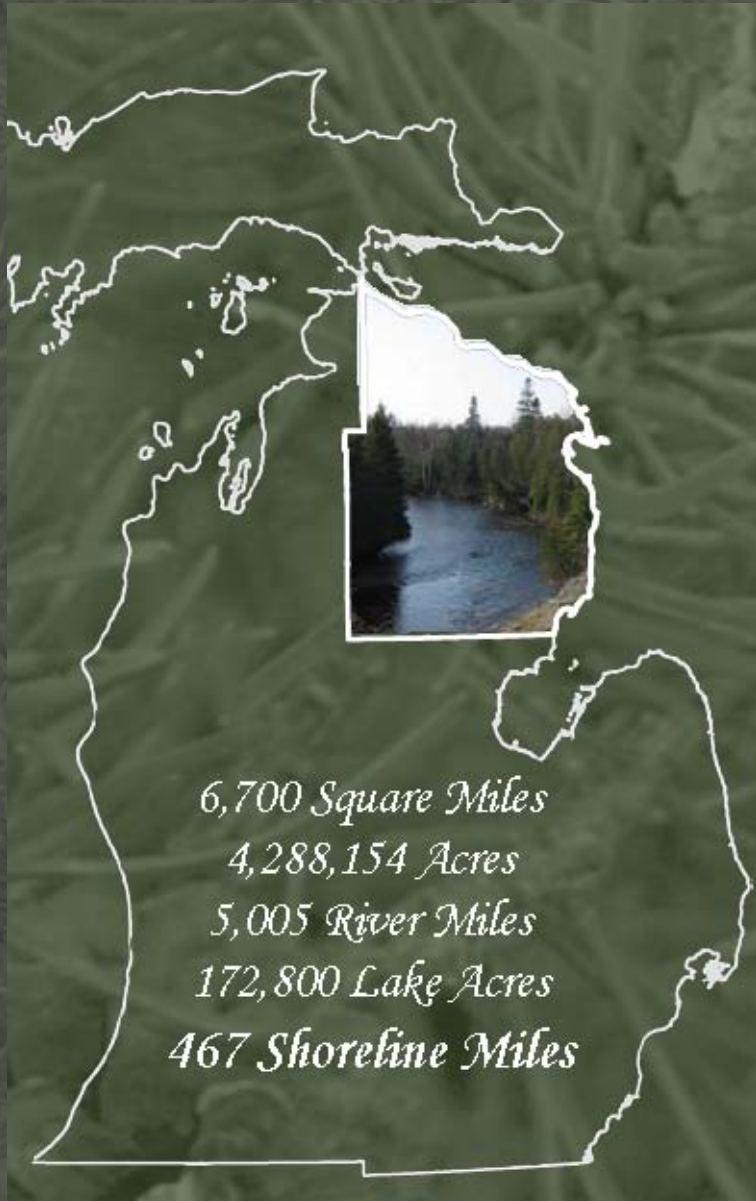 6,700 Square Miles
4,288,154 Acres
5,005 River Miles
172,800 Lake Acres
467 Shoreline Miles